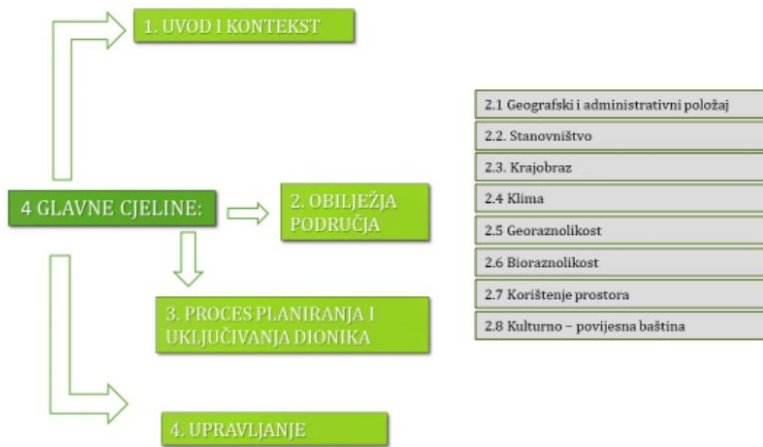 1. UVOD I KONTEKST
4 GLAVNE CJELINE:
2. OBILJEŽJA
PODRUČJA
3. PROCES PLANIRANJA I
UKLJUČIVANJA DIONIKA
4. UPRAVLJANJE
2.1 Geografski i administrativni položaj
2.2. Stanovništvo
2.3. Krajobraz
2.4 Klima
2.5 Georaznolikost
2.6 Bioraznolikost
2.7 Korištenje prostora
2.8 Kulturno – povijesna baština